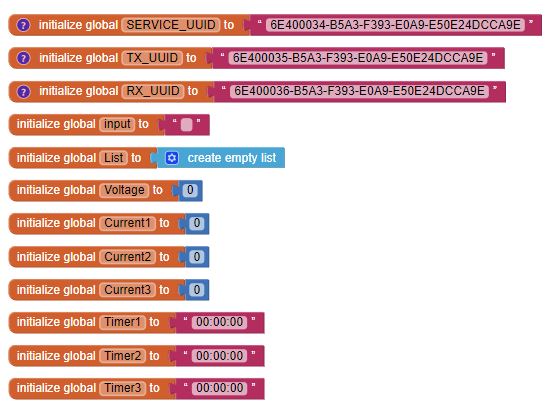 ? initialize global SERVICE_UUID to " 6E400034-B5A3-F393-E0A9-E50E24DCCA9E "
? initialize global TX_UUID to " 6E400035-B5A3-F393-E0A9-E50E24DCCA9E "
? initialize global RX_UUID to " 6E400036-B5A3-F393-E0A9-E50E24DCCA9E "
initialize global input to " "
initialize global List to create empty list
initialize global Voltage to 0
initialize global Current1 to 0
initialize global Current2 to 0
initialize global Current3 to 0
initialize global Timer1 to " 00:00:00 "
initialize global Timer2 to " 00:00:00 "
initialize global Timer3 to " 00:00:00 "